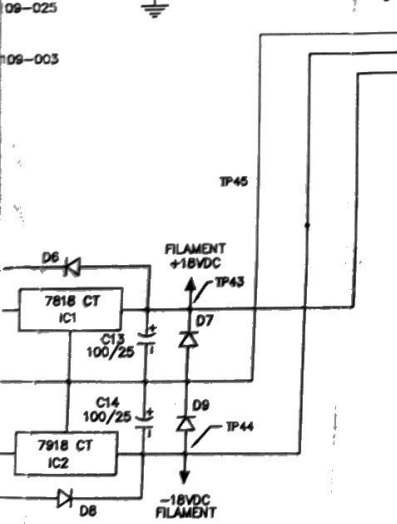 109-025
109-003
TP45
D6
FILAMENT
+18VDC
7818 CT
IC1
TP43
D7
C13
100/25
+
C14
100/25
+
D9
TP44
7918 CT
IC2
D8
-18VDC
FILAMENT